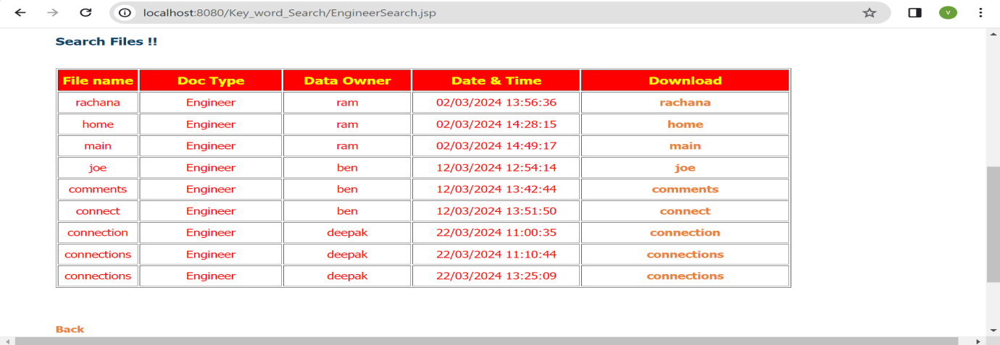 localhost:8080/Key_word_Search/EngineerSearch.jsp
V
Search Files !!
File name Doc Type Data Owner Date & Time Download
rachana Engineer ram 02/03/2024 13:56:36 rachana
home Engineer ram 02/03/2024 14:28:15 home
main Engineer ram 02/03/2024 14:49:17 main
joe Engineer ben 12/03/2024 12:54:14 joe
comments Engineer ben 12/03/2024 13:42:44 comments
connect Engineer ben 12/03/2024 13:51:50 connect
connection Engineer deepak 22/03/2024 11:00:35 connection
connections Engineer deepak 22/03/2024 11:10:44 connections
connections Engineer deepak 22/03/2024 13:25:09 connections
Back